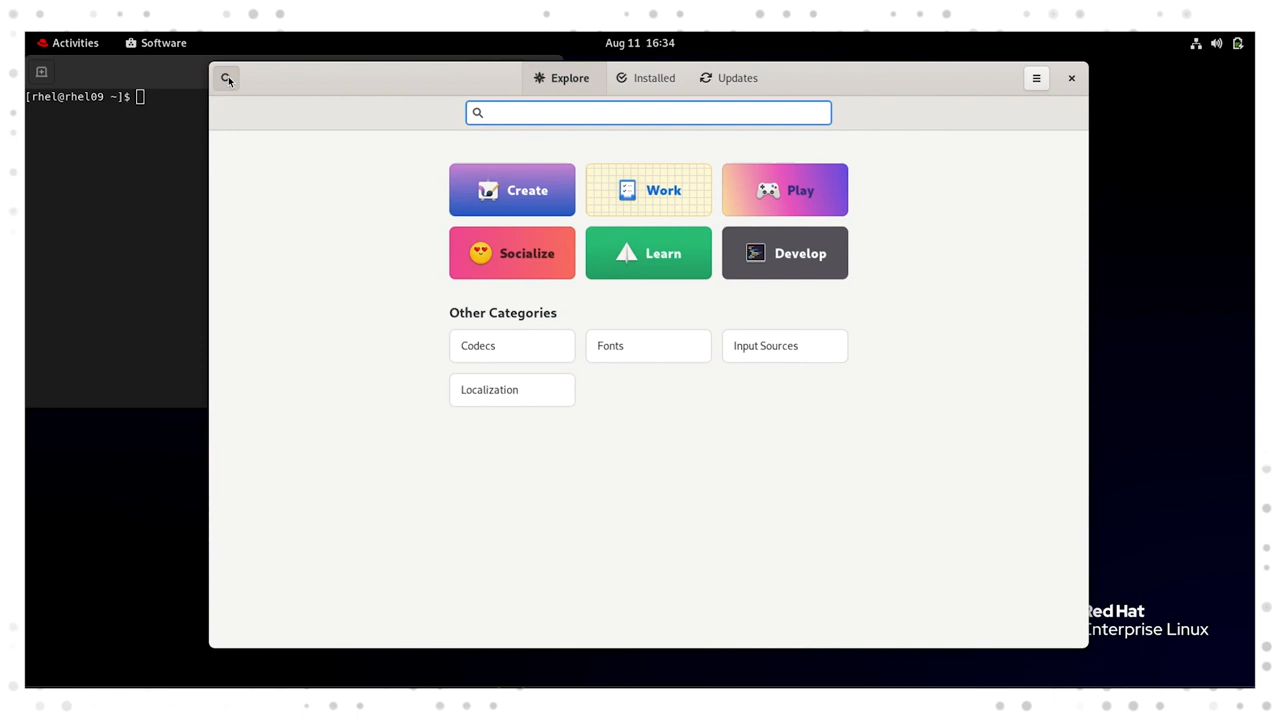 Activities
Software
Aug 11 16:34
Explore
Installed
Updates
[rhel@rhel09 ~]$
Create
Work
Play
Socialize
Learn
Develop
Other Categories
Codecs
Fonts
Input Sources
Localization
Red Hat
Enterprise Linux